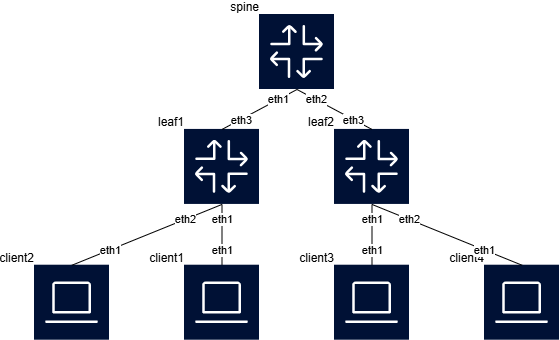 spine
eth1
eth2
leaf1
eth3
leaf2
eth3
eth2
eth1
eth1
eth2
client2
eth1
client1
eth1
client3
eth1
client4
eth1